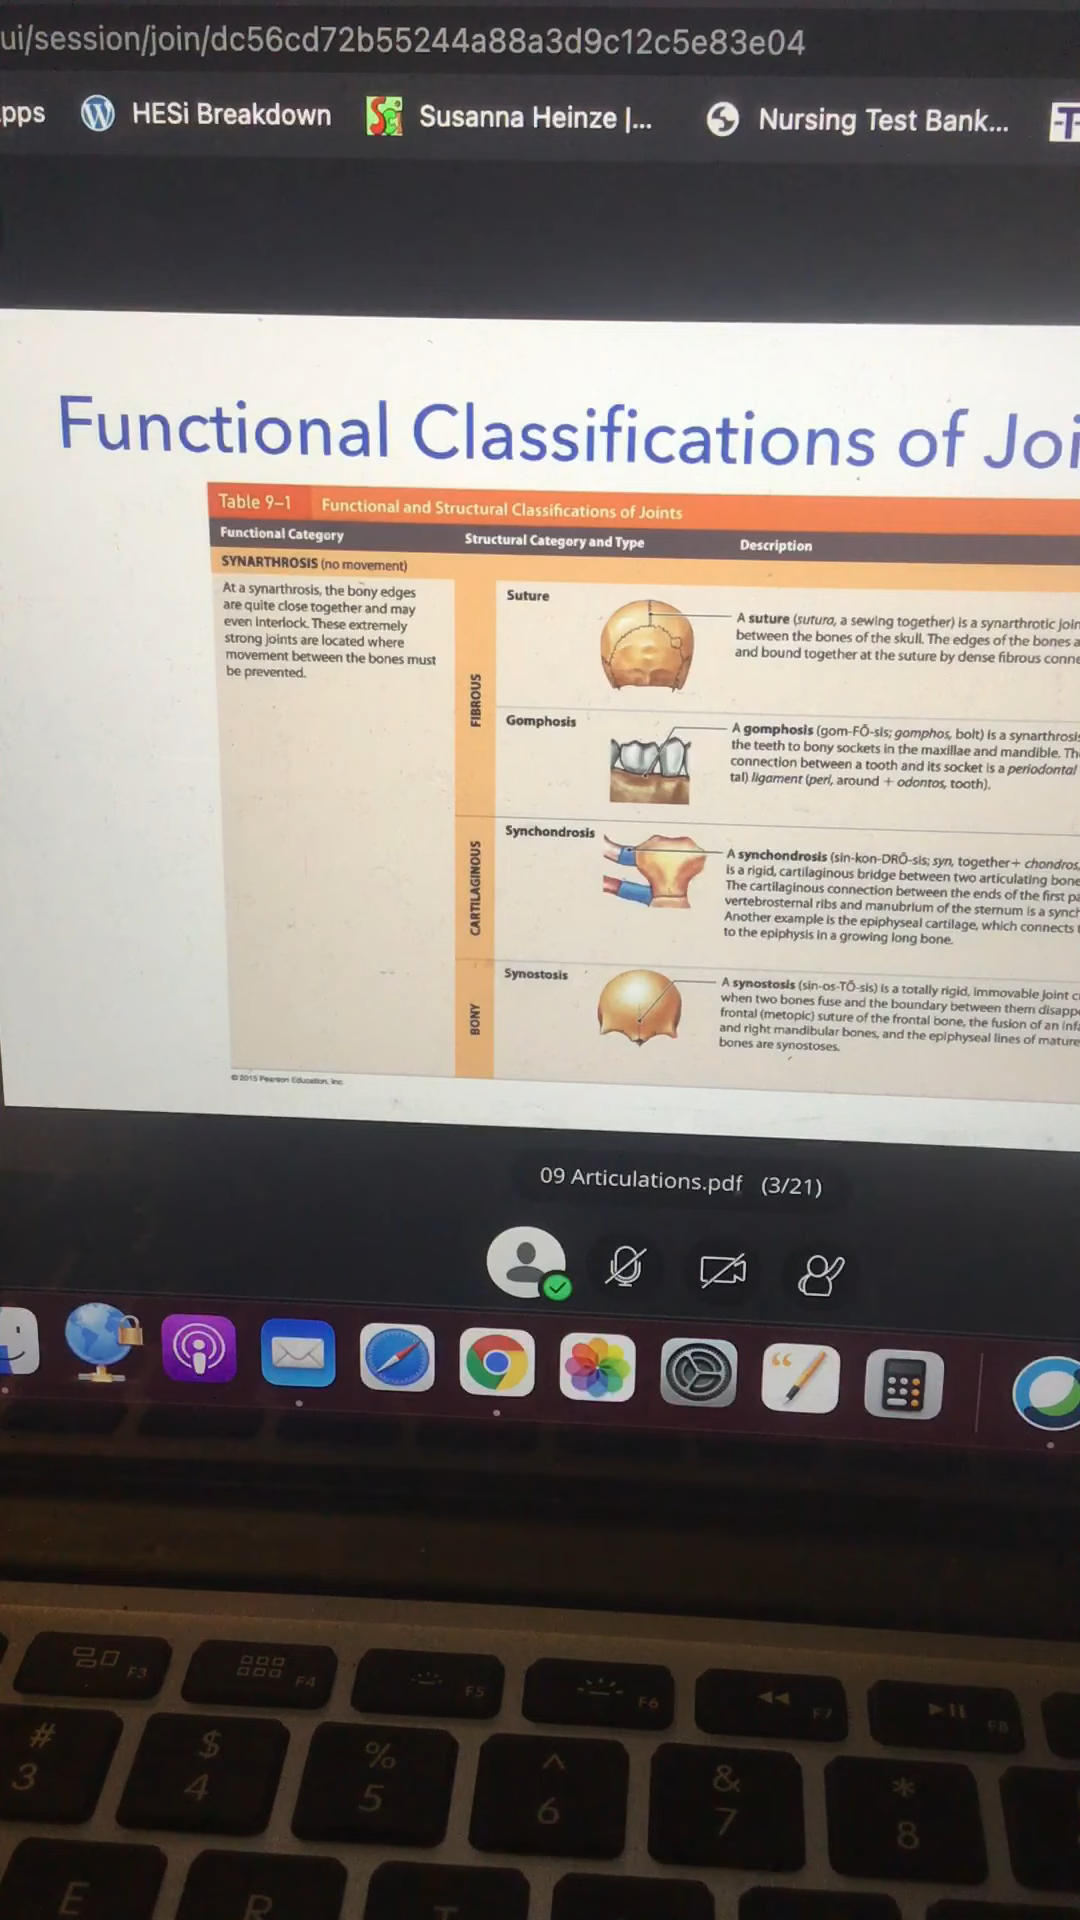 ui/session/join/dc56cd72b55244a88a3d9c12c5e83e04
pps HESi Breakdown Susanna Heinze |... Nursing Test Bank...
Functional Classifications of Joi
Table 9–1 Functional and Structural Classifications of Joints
Functional Category Structural Category and Type Description
SYNARTHROSIS (no movement)
At a synarthrosis, the bony edges
are quite close together and may
even interlock. These extremely
strong joints are located where
movement between the bones must
be prevented.
FIBROUS
Suture
A suture (sutura, a sewing together) is a synarthrotic join
between the bones of the skull. The edges of the bones a
and bound together at the suture by dense fibrous conne
Gomphosis
A gomphosis (gom-FŌ-sis; gomphos, bolt) is a synarthrosis
the teeth to bony sockets in the maxillae and mandible. Th
connection between a tooth and its socket is a periodontal
tal) ligament (peri, around + odontos, tooth).
CARTILAGINOUS
Synchondrosis
A synchondrosis (sin-kon-DRŌ-sis; syn, together+ chondros,
is a rigid, cartilaginous bridge between two articulating bone
The cartilaginous connection between the ends of the first pa
vertebrosternal ribs and manubrium of the sternum is a synch
Another example is the epiphyseal cartilage, which connects t
to the epiphysis in a growing long bone.
BONY
Synostosis
A synostosis (sin-os-TŌ-sis) is a totally rigid, immovable joint c
when two bones fuse and the boundary between them disapp
frontal (metopic) suture of the frontal bone, the fusion of an infa
and right mandibular bones, and the epiphyseal lines of mature
bones are synostoses.
© 2015 Pearson Education, Inc.
09 Articulations.pdf (3/21)
F3 F4 F5 F6 F7 F8
# $ % ^ & *
3 4 5 6 7 8
E R T